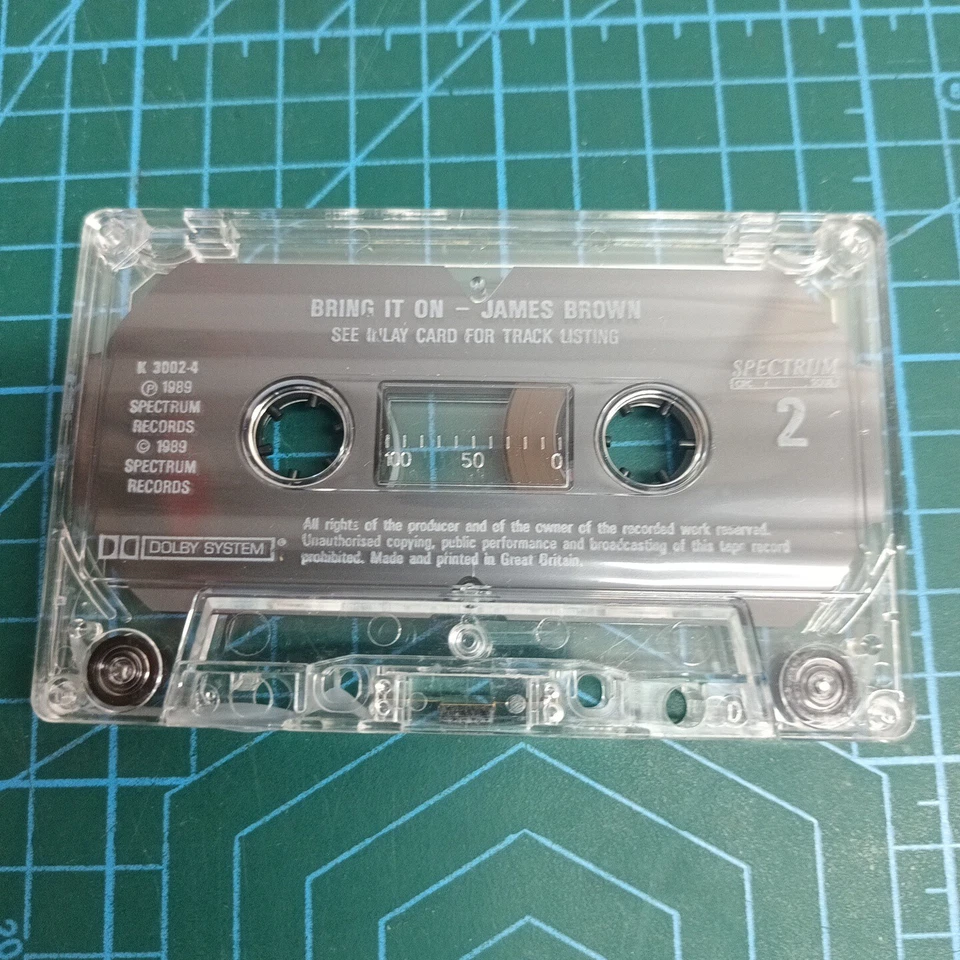 BRING IT ON – JAMES BROWN
SEE INLAY CARD FOR TRACK LISTING
K 3002-4
℗ 1989
SPECTRUM
RECORDS
© 1989
SPECTRUM
RECORDS
SPECTRUM
2
100 50 0
DOLBY SYSTEM ®
All rights of the producer and of the owner of the recorded work reserved.
Unauthorised copying, public performance and broadcasting of this tape record
prohibited. Made and printed in Great Britain.
20